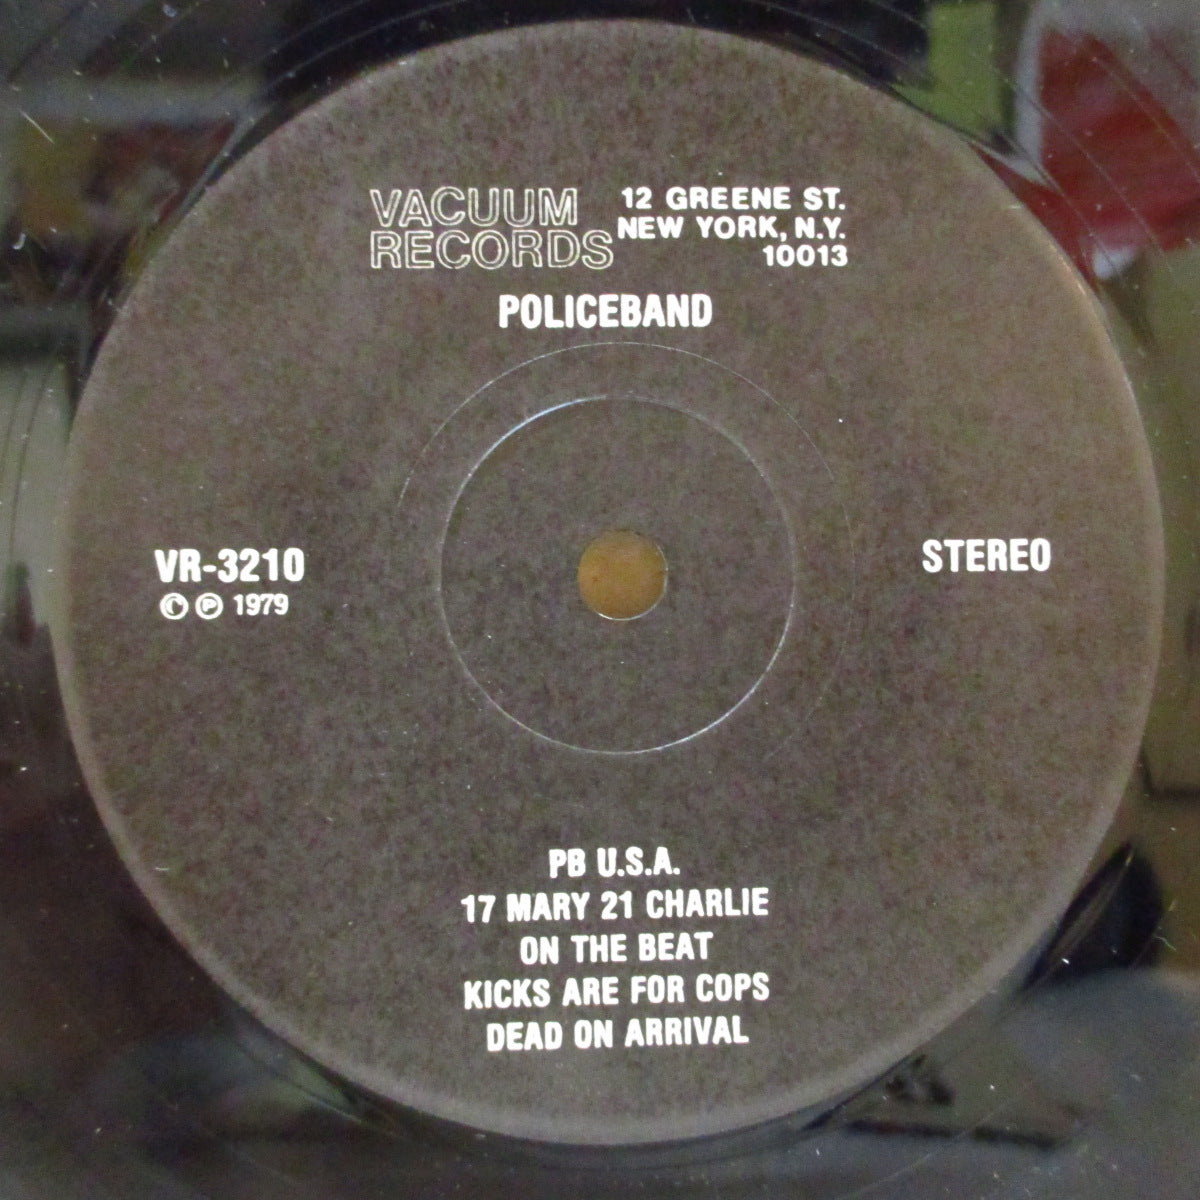 VACUUM RECORDS
12 GREENE ST.
NEW YORK, N.Y.
10013
POLICEBAND
VR-3210
© ℗ 1979
STEREO
PB U.S.A.
17 MARY 21 CHARLIE
ON THE BEAT
KICKS ARE FOR COPS
DEAD ON ARRIVAL